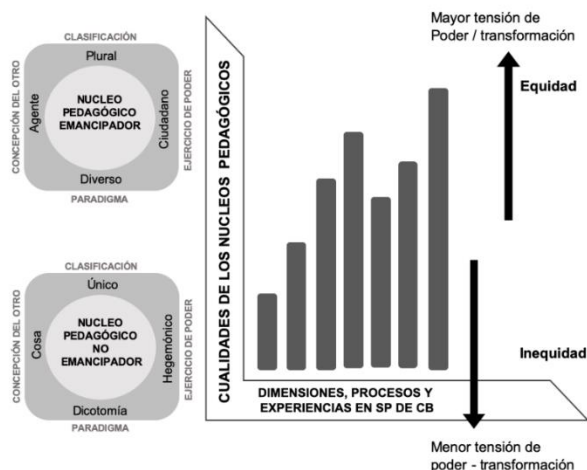 CLASIFICACIÓN
Plural
CONCEPCIÓN DEL OTRO
Agente
NUCLEO
PEDAGÓGICO
EMANCIPADOR
Ciudadano
EJERCICIO DE PODER
Diverso
PARADIGMA
CLASIFICACIÓN
Único
CONCEPCIÓN DEL OTRO
Cosa
NUCLEO
PEDAGÓGICO
NO
EMANCIPADOR
Hegemónico
EJERCICIO DE PODER
Dicotomía
PARADIGMA
CUALIDADES DE LOS NUCLEOS PEDAGÓGICOS
DIMENSIONES, PROCESOS Y
EXPERIENCIAS EN SP DE CB
Mayor tensión de
Poder / transformación
Equidad
Inequidad
Menor tensión de
poder - transformación